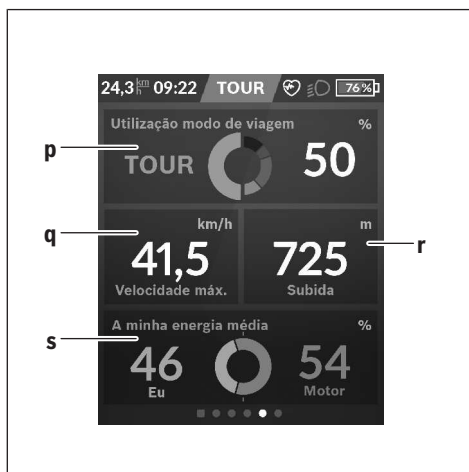 24,3 km/h 09:22 TOUR 76 %
Utilização modo de viagem %
p
TOUR 50
q
km/h
m
r
41,5 725
Velocidade máx. Subida
A minha energia média %
s
46 54
Eu Motor